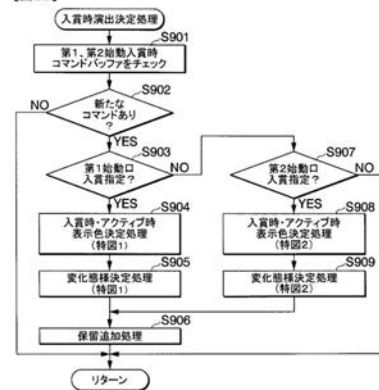 入賞時演出決定処理
S901
第1、第2始動入賞時
コマンドバッファをチェック
S902
新たな
コマンドあり
?
NO
YES
S903
第1始動口
入賞指定?
NO
YES
S907
第2始動口
入賞指定?
NO
YES
S904
入賞時・アクティブ時
表示色決定処理
(特図1)
S908
入賞時・アクティブ時
表示色決定処理
(特図2)
S905
変化態様決定処理
(特図1)
S909
変化態様決定処理
(特図2)
S906
保留追加処理
リターン